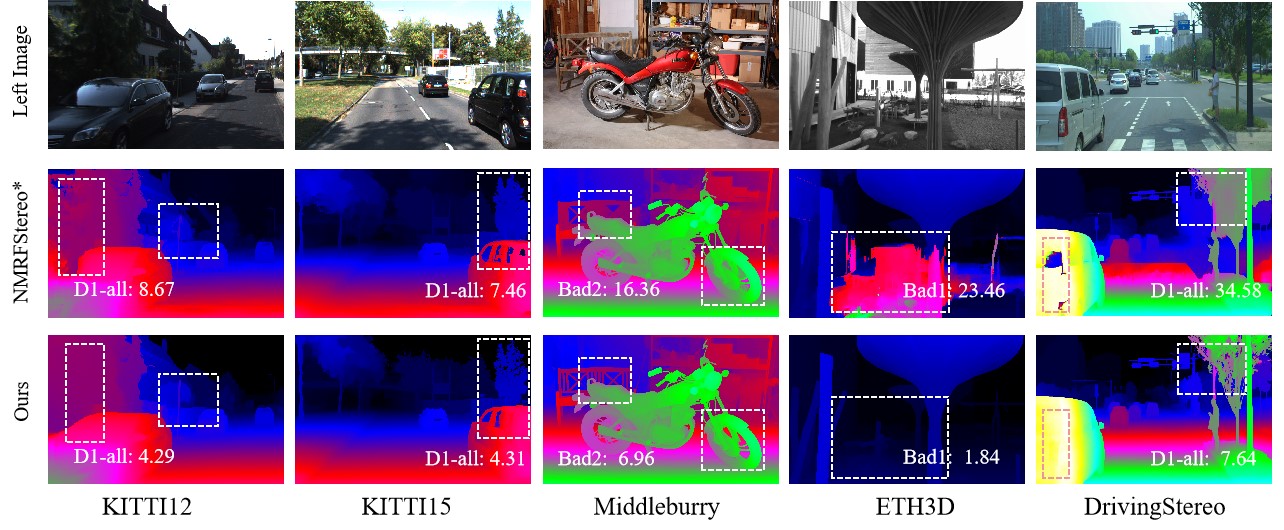 Left Image
NMRFStereo*
D1-all: 8.67
D1-all: 7.46
Bad2: 16.36
Bad1: 23.46
D1-all: 34.58
Ours
D1-all: 4.29
D1-all: 4.31
Bad2: 6.96
Bad1: 1.84
D1-all: 7.64
KITTI12
KITTI15
Middleburry
ETH3D
DrivingStereo